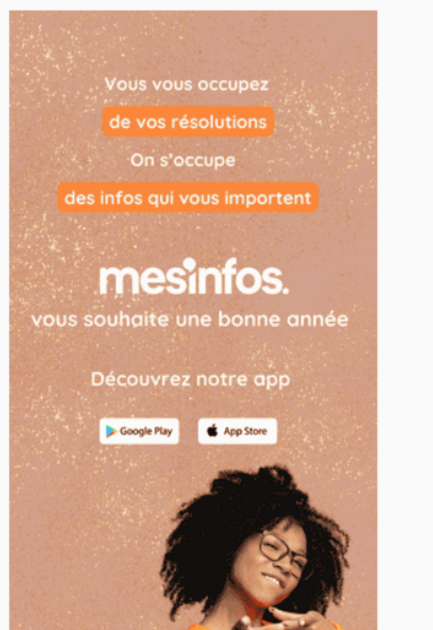 Vous vous occupez
de vos résolutions
On s'occupe
des infos qui vous importent
mesinfos.
vous souhaite une bonne année
Découvrez notre app
Google Play
App Store